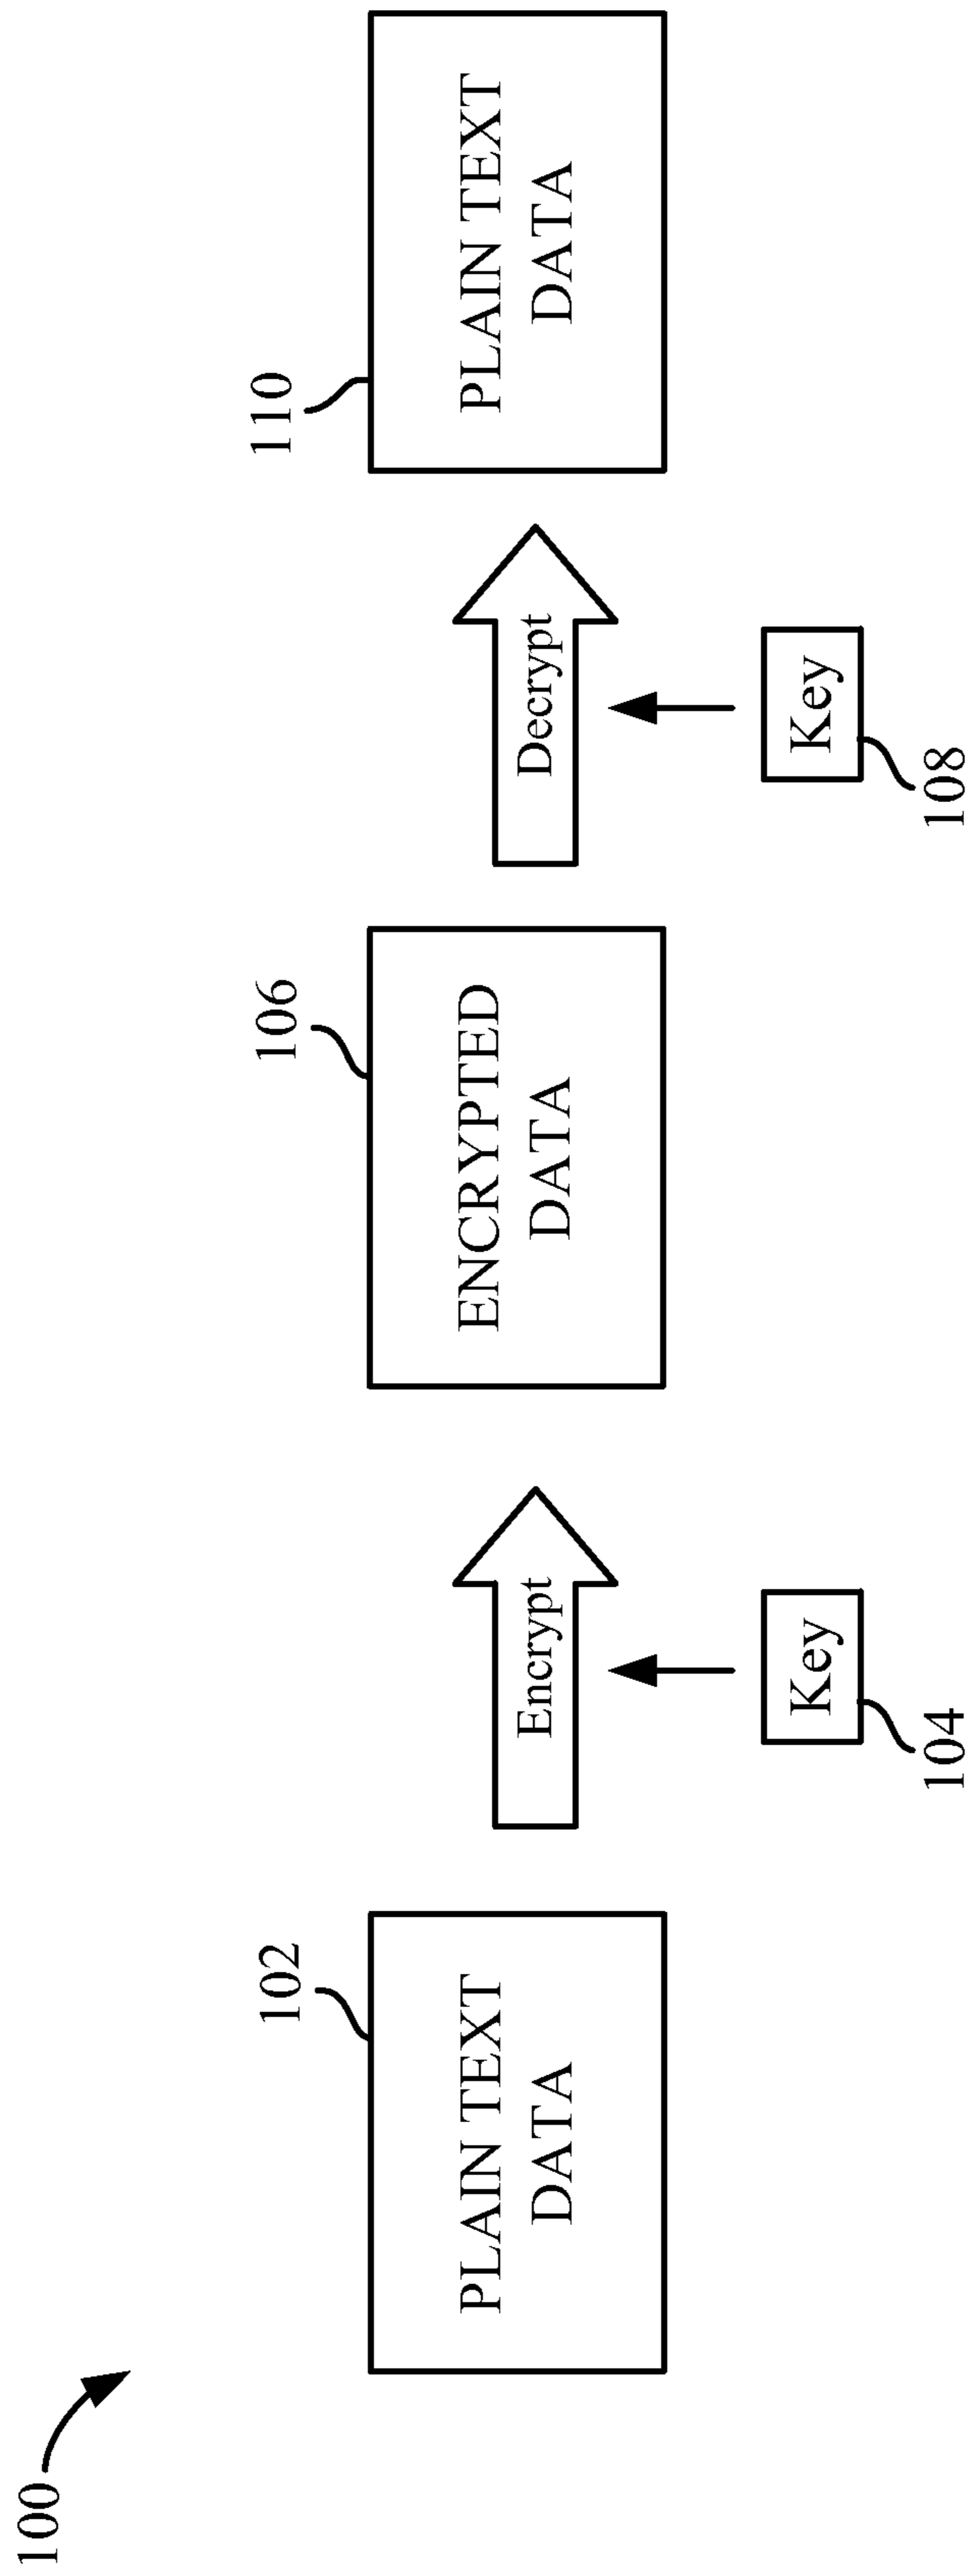 100
102
PLAIN TEXT
DATA
Encrypt
Key
104
106
ENCRYPTED
DATA
Decrypt
Key
108
110
PLAIN TEXT
DATA